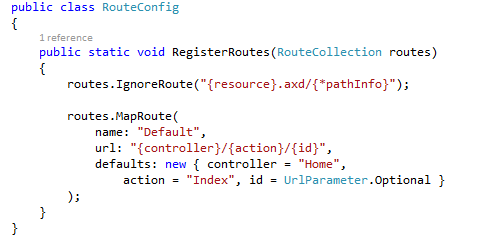 public class RouteConfig
{
1 reference
public static void RegisterRoutes(RouteCollection routes)
{
routes.IgnoreRoute("{resource}.axd/{*pathInfo}");
routes.MapRoute(
name: "Default",
url: "{controller}/{action}/{id}",
defaults: new { controller = "Home",
action = "Index", id = UrlParameter.Optional }
);
}
}